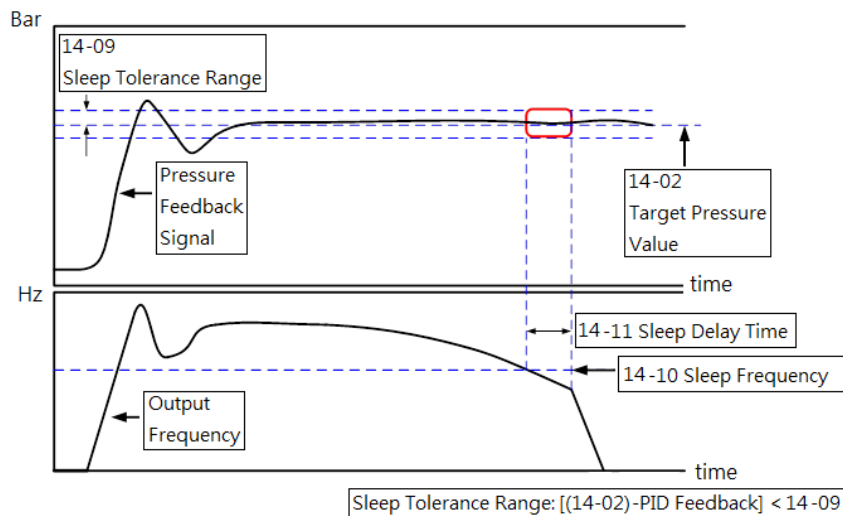 Bar
14-09
Sleep Tolerance Range
Pressure
Feedback
Signal
14-02
Target Pressure
Value
time
Hz
14-11 Sleep Delay Time
14-10 Sleep Frequency
Output
Frequency
time
Sleep Tolerance Range: [(14-02)-PID Feedback] < 14-09